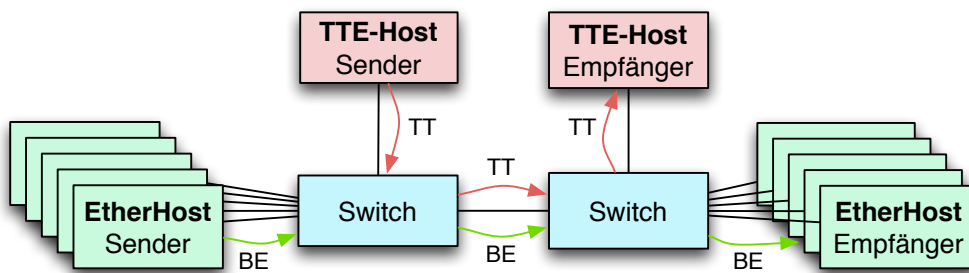 TTE-Host
Sender
TTE-Host
Empfänger
TT
TT
TT
EtherHost
Sender
Switch
Switch
EtherHost
Empfänger
BE
BE
BE